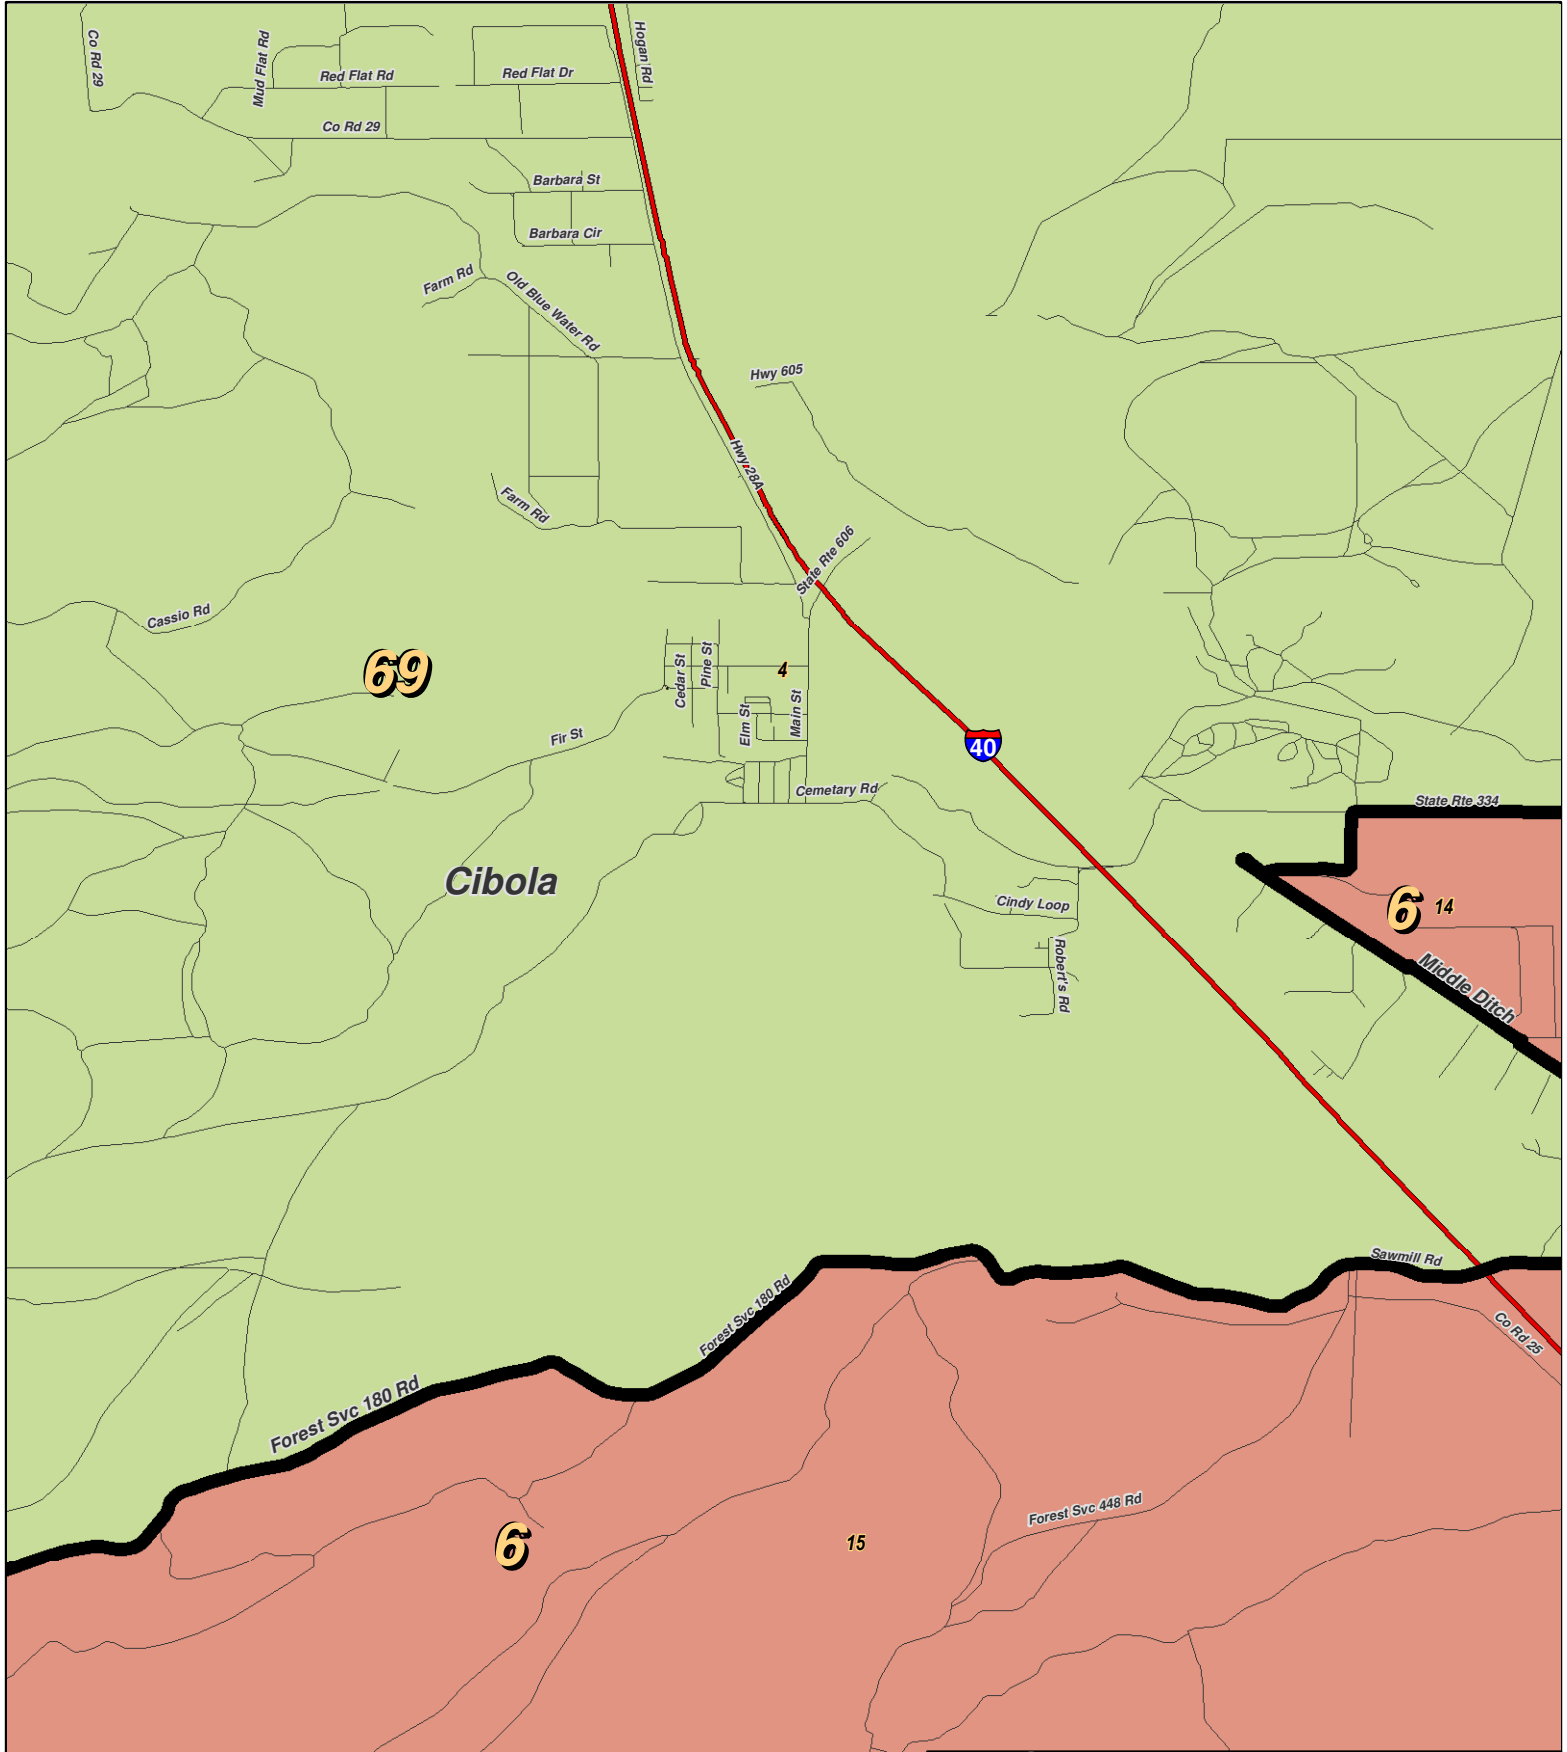 Co Rd 29
Mud Flat Rd
Red Flat Rd
Red Flat Dr
Hogan Rd
Co Rd 29
Barbara St
Barbara Cir
Farm Rd
Old Blue Water Rd
Hwy 605
Hwy 28A
Farm Rd
State Rte 606
Cassio Rd
69
Cedar St
Pine St
4
Elm St
Main St
Fir St
40
Cemetary Rd
State Rte 334
Cibola
Cindy Loop
6
14
Robert's Rd
Middle Ditch
Sawmill Rd
Forest Svc 180 Rd
Co Rd 25
Forest Svc 180 Rd
Forest Svc 448 Rd
6
15